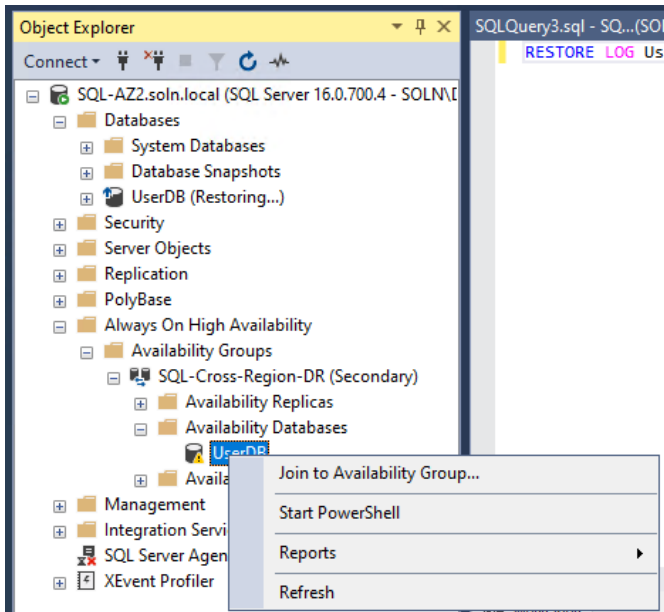 Object Explorer
SQLQuery3.sql - SQ...(SOL
Connect
RESTORE LOG Us
SQL-AZ2.soln.local (SQL Server 16.0.700.4 - SOLN\
Databases
System Databases
Database Snapshots
UserDB (Restoring...)
Security
Server Objects
Replication
PolyBase
Always On High Availability
Availability Groups
SQL-Cross-Region-DR (Secondary)
Availability Replicas
Availability Databases
UserDB
Join to Availability Group...
Availa
Management
Start PowerShell
Integration Servi
Reports
SQL Server Agen
XEvent Profiler
Refresh